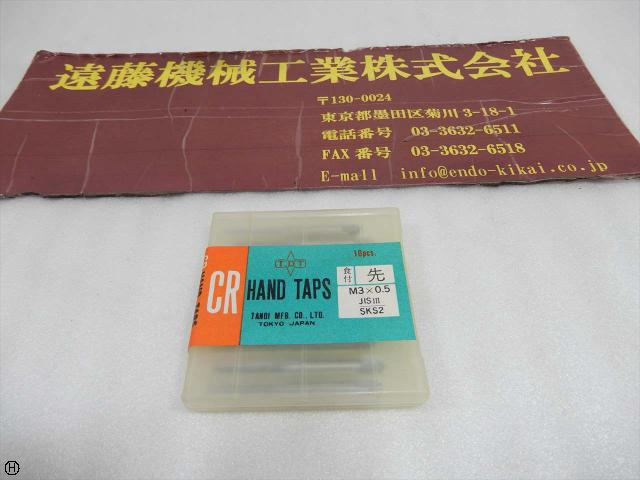 遠藤機械工業株式会社
〒130-0024
東京都墨田区菊川 3-18-1
電話番号 03-3632-6511
FAX 番号 03-3632-6518
E-mail info@endo-kikai.co.jp
TDT
10pcs.
CR HAND TAPS
食付 先
M3×0.5
JIS III
SKS2
TANOI MFG. CO., LTD.
TOKYO JAPAN
H